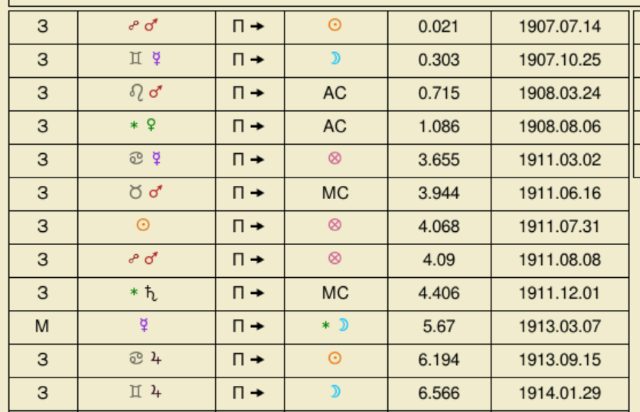 З ☍ ♂ П → ☉ 0.021 1907.07.14
З ♊ ☿ П → ☽ 0.303 1907.10.25
З ♌ ♂ П → AC 0.715 1908.03.24
З * ♀ П → AC 1.086 1908.08.06
З ♋ ☿ П → ⊗ 3.655 1911.03.02
З ♉ ♂ П → MC 3.944 1911.06.16
З ☉ П → ⊗ 4.068 1911.07.31
З ☍ ♂ П → ⊗ 4.09 1911.08.08
З * ♄ П → MC 4.406 1911.12.01
М ☿ П → * ☽ 5.67 1913.03.07
З ♋ ♃ П → ☉ 6.194 1913.09.15
З ♊ ♃ П → ☽ 6.566 1914.01.29